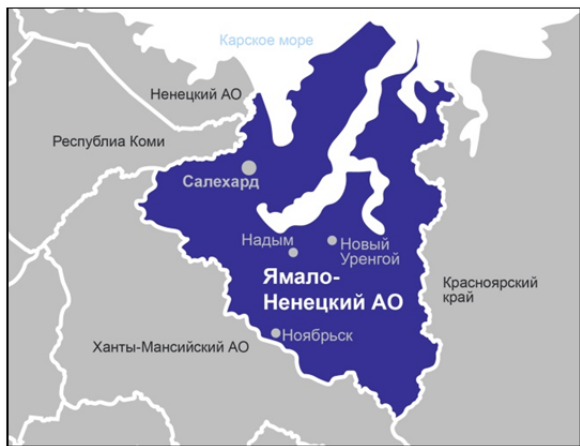 Карское море
Ненецкий АО
Республиа Коми
Салехард
Надым
Новый
Уренгой
Ямало-
Ненецкий АО
Красноярский
край
Ноябрьск
Ханты-Мансийский АО